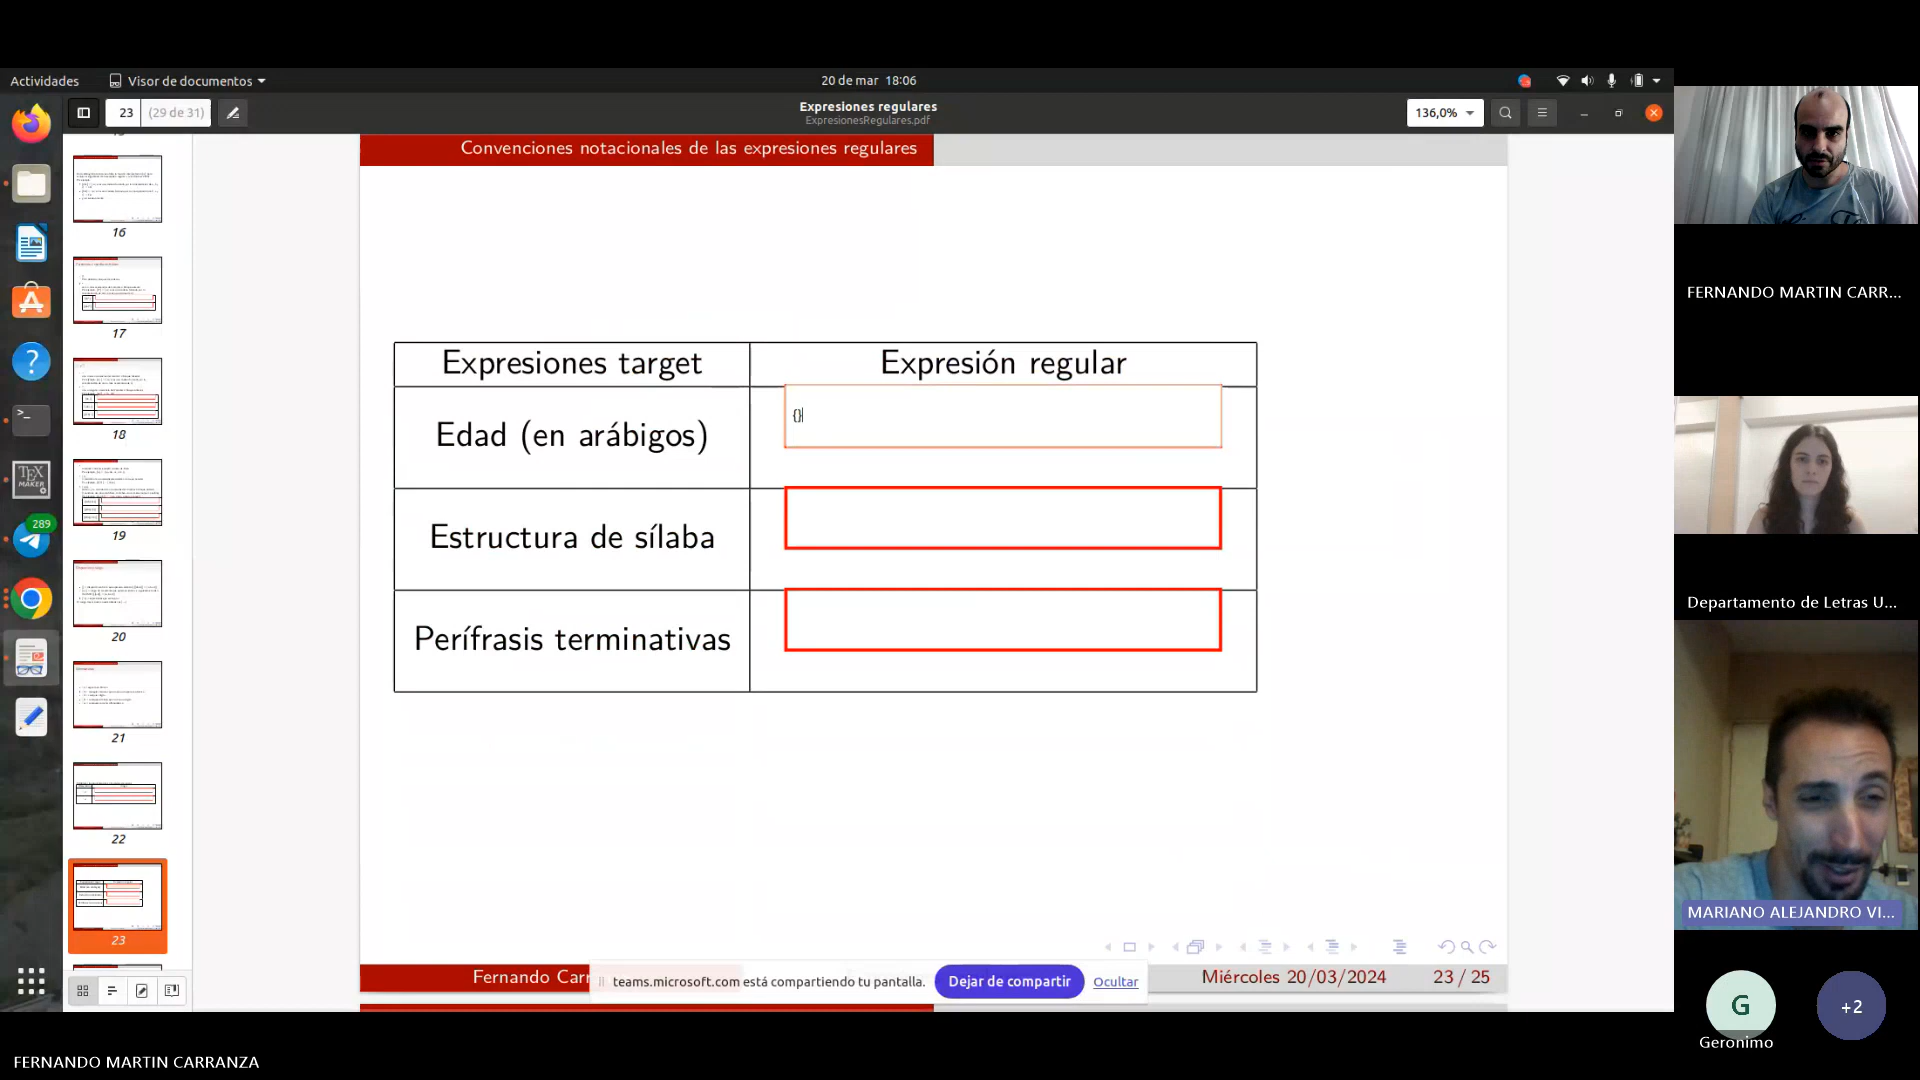 Actividades
Visor de documentos
20 de mar 18:06
23
(29 de 31)
Expresiones regulares
ExpresionesRegulares.pdf
136,0%
Convenciones notacionales de las expresiones regulares
16
17
18
19
20
21
22
23
289
TEX
MAKER
Expresiones target
Expresión regular
Edad (en arábigos)
{}
Estructura de sílaba
Perífrasis terminativas
Fernando Carr
teams.microsoft.com está compartiendo tu pantalla.
Dejar de compartir
Ocultar
Miércoles 20/03/2024
23 / 25
FERNANDO MARTIN CARR...
Departamento de Letras U...
MARIANO ALEJANDRO VI...
G
Geronimo
+2
FERNANDO MARTIN CARRANZA